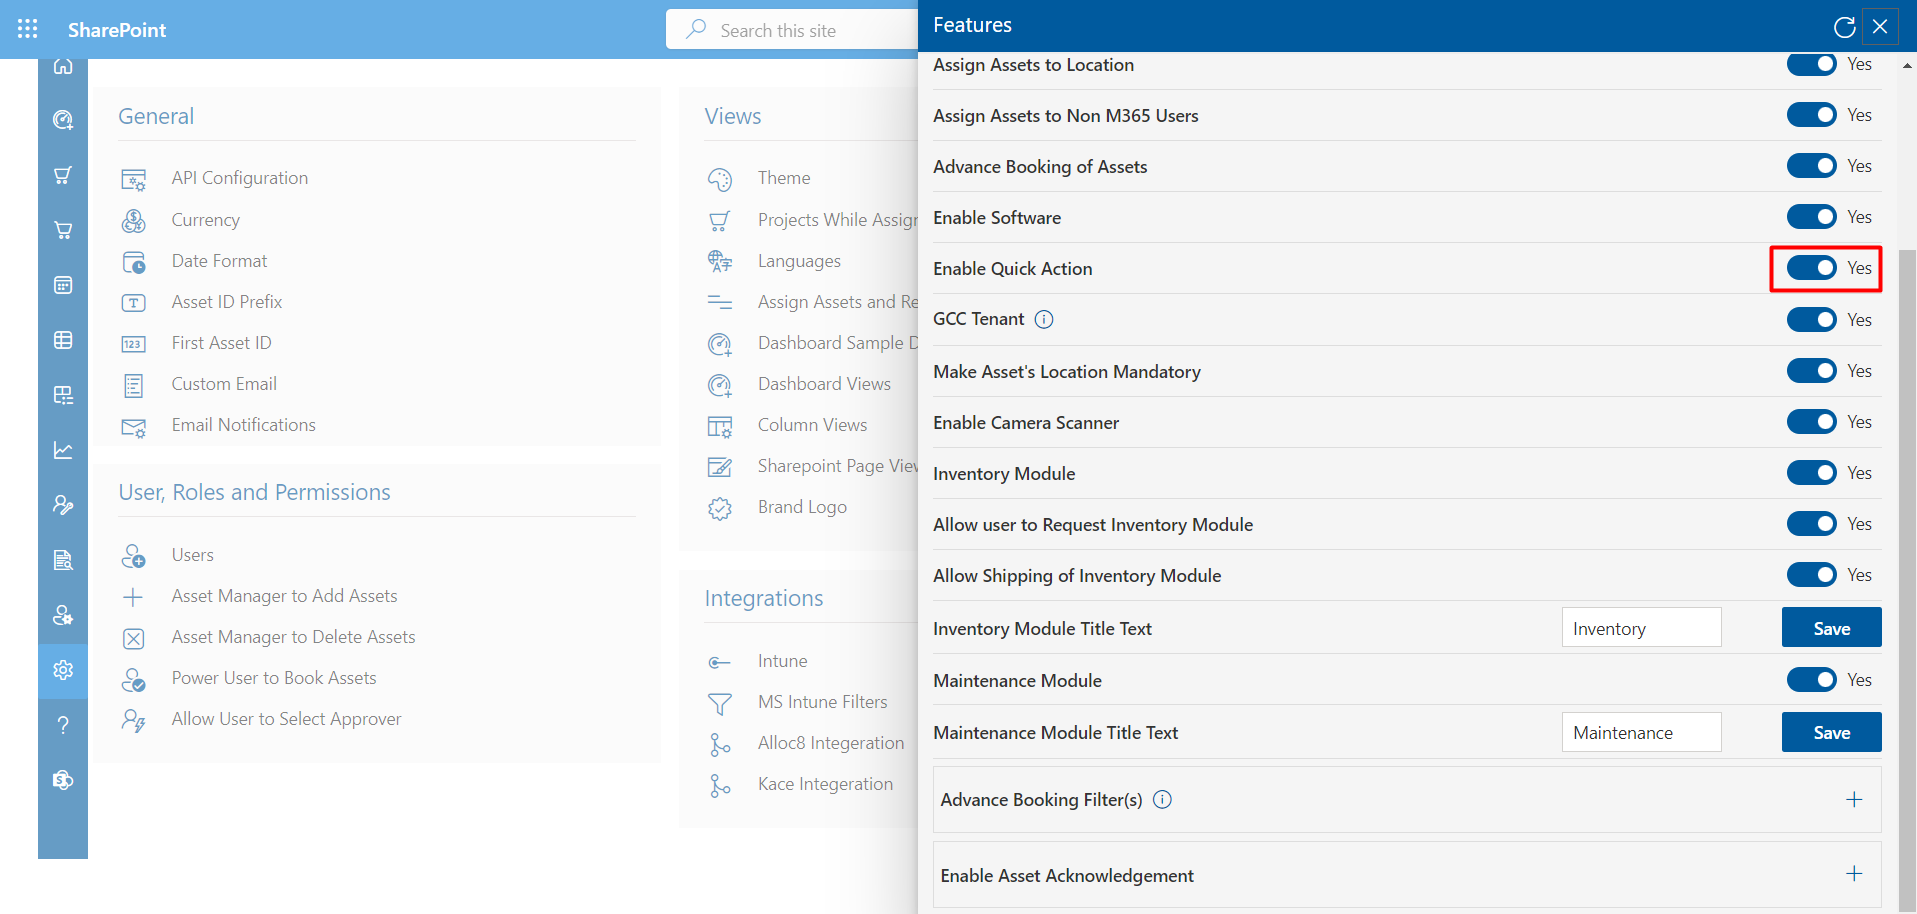 SharePoint
Search this site
General
API Configuration
Currency
Date Format
Asset ID Prefix
First Asset ID
Custom Email
Email Notifications
User, Roles and Permissions
Users
Asset Manager to Add Assets
Asset Manager to Delete Assets
Power User to Book Assets
Allow User to Select Approver
Views
Theme
Projects While Assign
Languages
Assign Assets and Re
Dashboard Sample D
Dashboard Views
Column Views
Sharepoint Page View
Brand Logo
Integrations
Intune
MS Intune Filters
Alloc8 Integeration
Kace Integeration
Features
Assign Assets to Location Yes
Assign Assets to Non M365 Users Yes
Advance Booking of Assets Yes
Enable Software Yes
Enable Quick Action Yes
GCC Tenant Yes
Make Asset's Location Mandatory Yes
Enable Camera Scanner Yes
Inventory Module Yes
Allow user to Request Inventory Module Yes
Allow Shipping of Inventory Module Yes
Inventory Module Title Text Inventory Save
Maintenance Module Yes
Maintenance Module Title Text Maintenance Save
Advance Booking Filter(s)
Enable Asset Acknowledgement